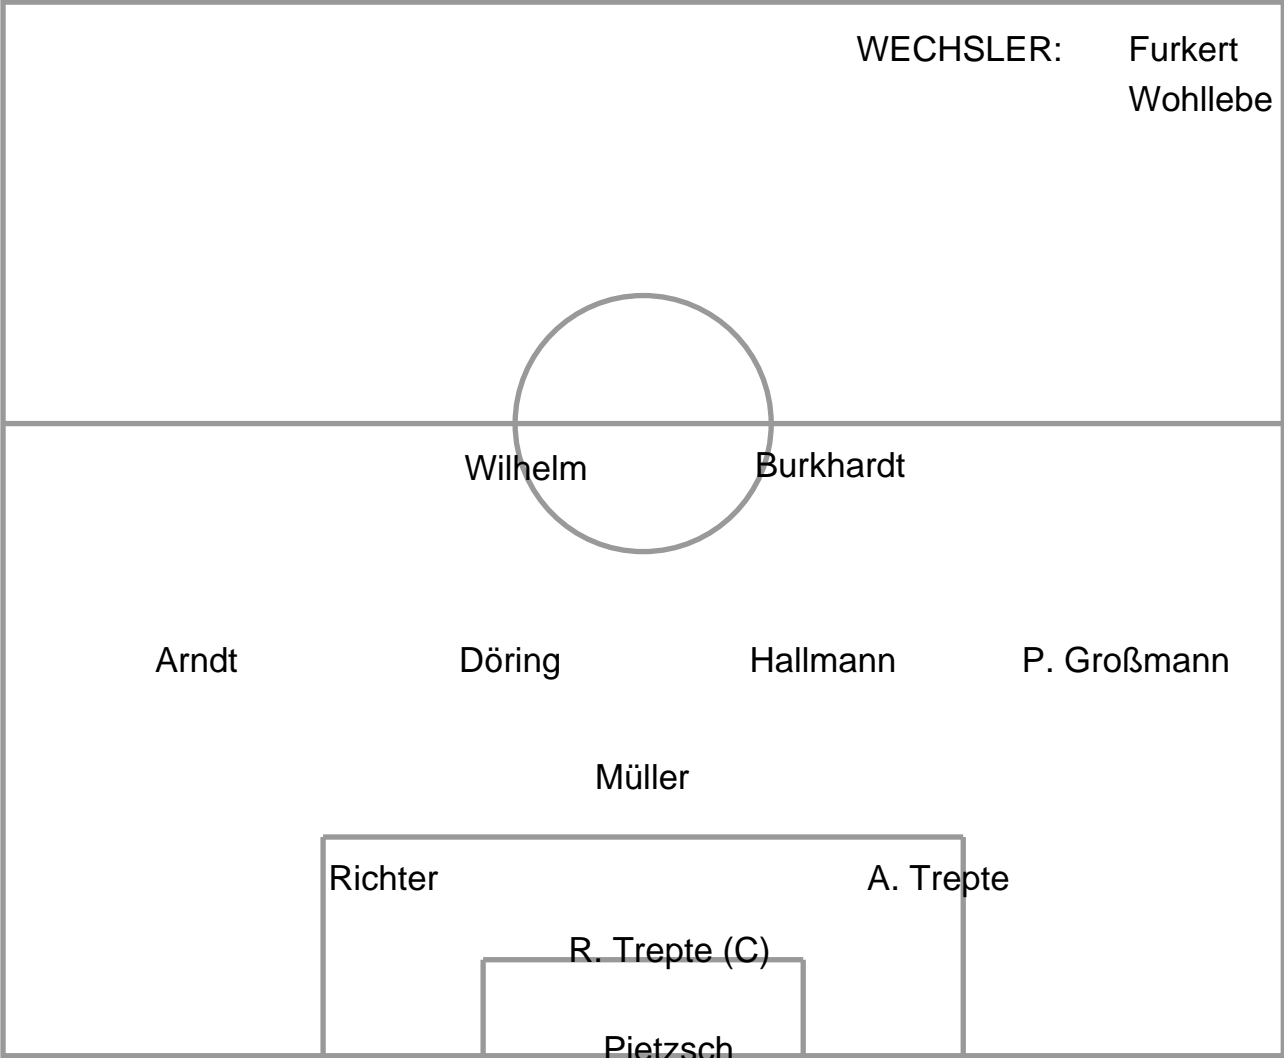 WECHSLER: Furkert
Wohllebe
Wilhelm Burkhardt
Arndt Döring Hallmann P. Großmann
Müller
Richter A. Trepte
R. Trepte (C)
Pietzsch